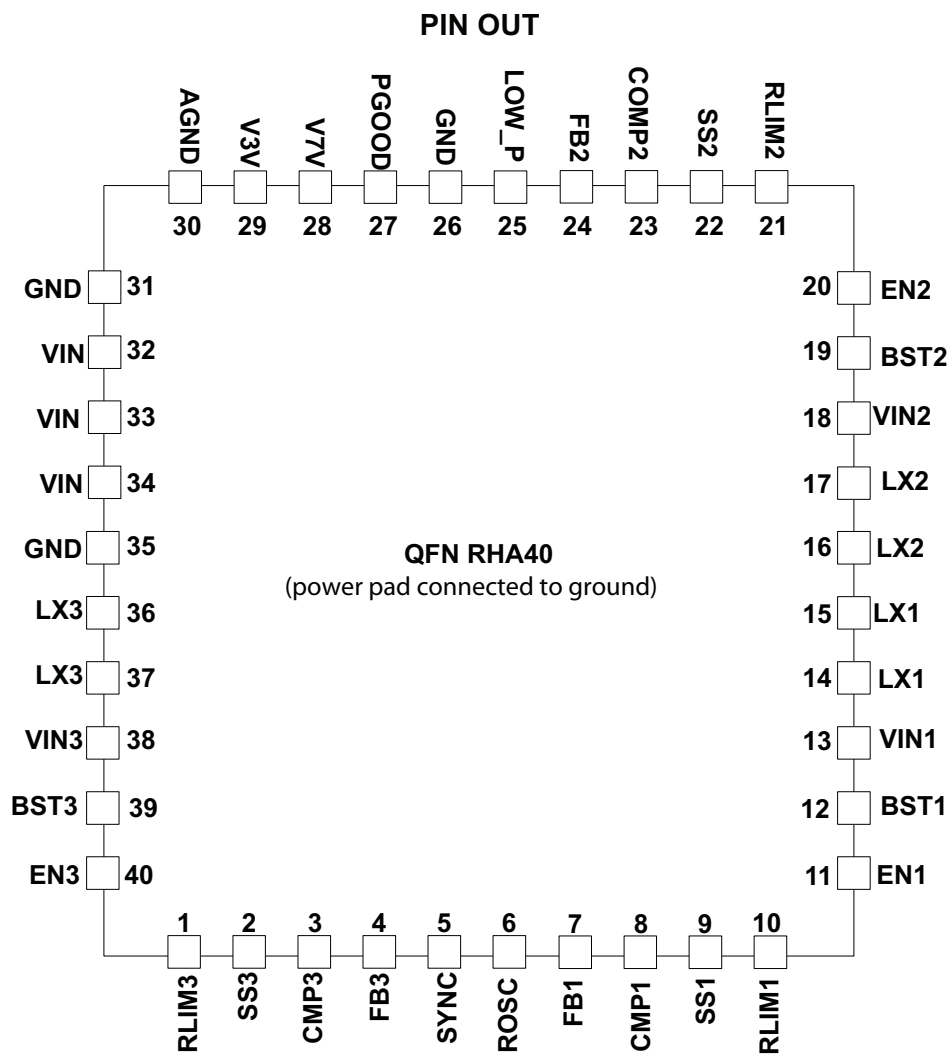 PIN OUT
AGND
V3V
V7V
PGOOD
GND
LOW_P
FB2
COMP2
SS2
RLIM2
30
29
28
27
26
25
24
23
22
21
GND 31
VIN 32
VIN 33
VIN 34
GND 35
LX3 36
LX3 37
VIN3 38
BST3 39
EN3 40
QFN RHA40
(power pad connected to ground)
20 EN2
19 BST2
18 VIN2
17 LX2
16 LX2
15 LX1
14 LX1
13 VIN1
12 BST1
11 EN1
1
2
3
4
5
6
7
8
9
10
RLIM3
SS3
CMP3
FB3
SYNC
ROSC
FB1
CMP1
SS1
RLIM1